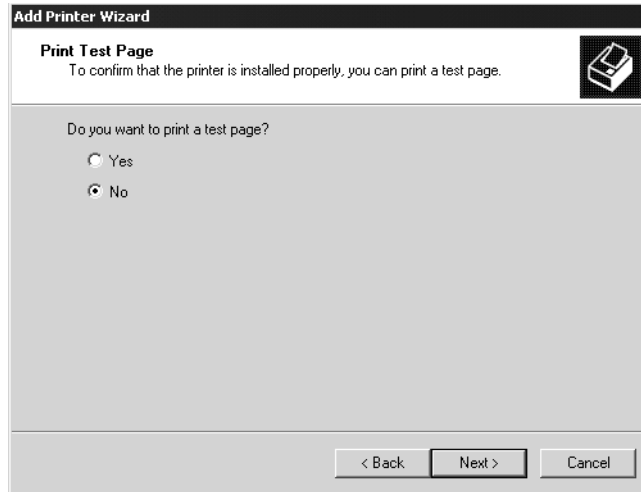 Add Printer Wizard
Print Test Page
To confirm that the printer is installed properly, you can print a test page.
Do you want to print a test page?
Yes
No
< Back
Next >
Cancel